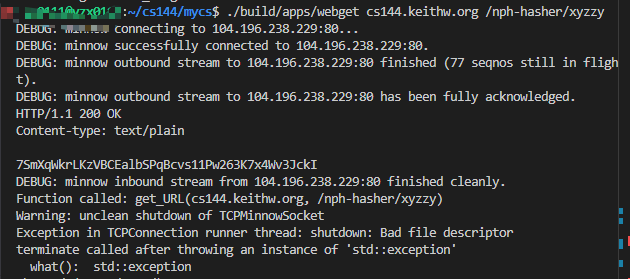 :~/cs144/mycs$ ./build/apps/webget cs144.keithw.org /nph-hasher/xyzzy
DEBUG: minnow connecting to 104.196.238.229:80...
DEBUG: minnow successfully connected to 104.196.238.229:80.
DEBUG: minnow outbound stream to 104.196.238.229:80 finished (77 seqnos still in fligh
t).
DEBUG: minnow outbound stream to 104.196.238.229:80 has been fully acknowledged.
HTTP/1.1 200 OK
Content-type: text/plain

7SmXqWkrLKzVBCEalbSPqBcvs11Pw263K7x4Wv3JckI
DEBUG: minnow inbound stream from 104.196.238.229:80 finished cleanly.
Function called: get_URL(cs144.keithw.org, /nph-hasher/xyzzy)
Warning: unclean shutdown of TCPMinnowSocket
Exception in TCPConnection runner thread: shutdown: Bad file descriptor
terminate called after throwing an instance of 'std::exception'
  what():  std::exception